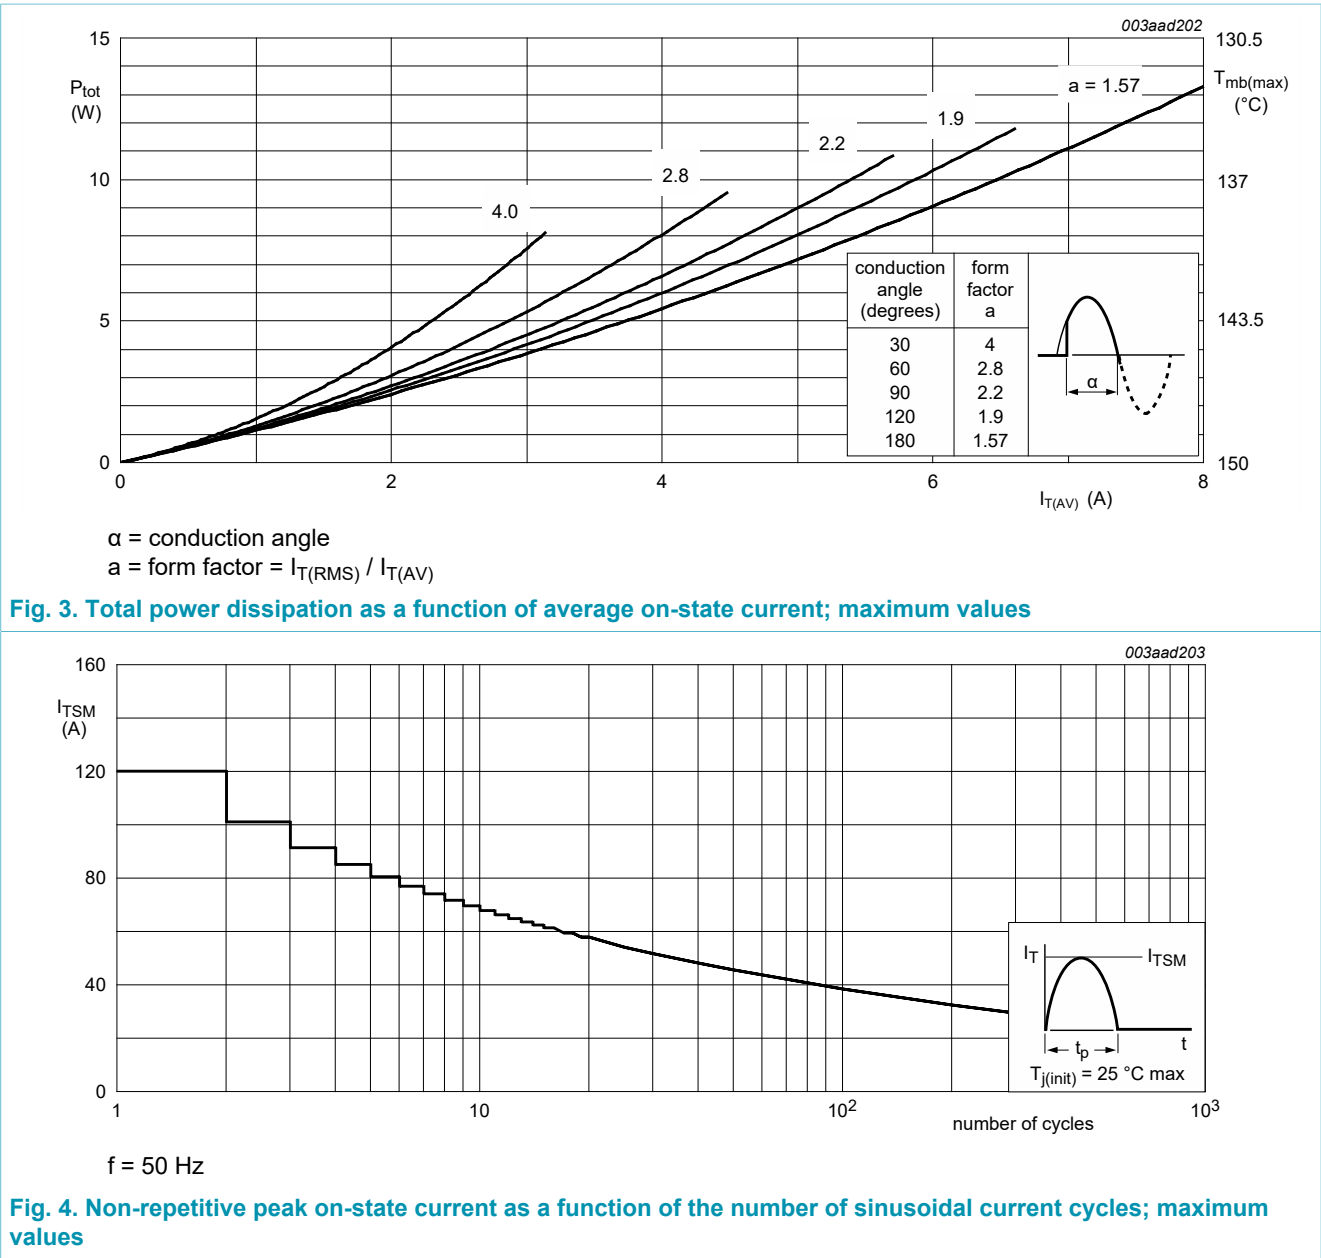 003aad202
15
130.5
Ptot
(W)
a = 1.57
Tmb(max)
(°C)
1.9
2.2
2.8
4.0
10
137
5
143.5
0
150
conduction angle (degrees)
form factor a
30 4
60 2.8
90 2.2
120 1.9
180 1.57
α
0 2 4 6 8
IT(AV) (A)
α = conduction angle
a = form factor = IT(RMS) / IT(AV)
Fig. 3. Total power dissipation as a function of average on-state current; maximum values
003aad203
160
ITSM
(A)
120
80
40
0
IT
ITSM
tp
t
Tj(init) = 25 °C max
1 10 10² 10³
number of cycles
f = 50 Hz
Fig. 4. Non-repetitive peak on-state current as a function of the number of sinusoidal current cycles; maximum
values